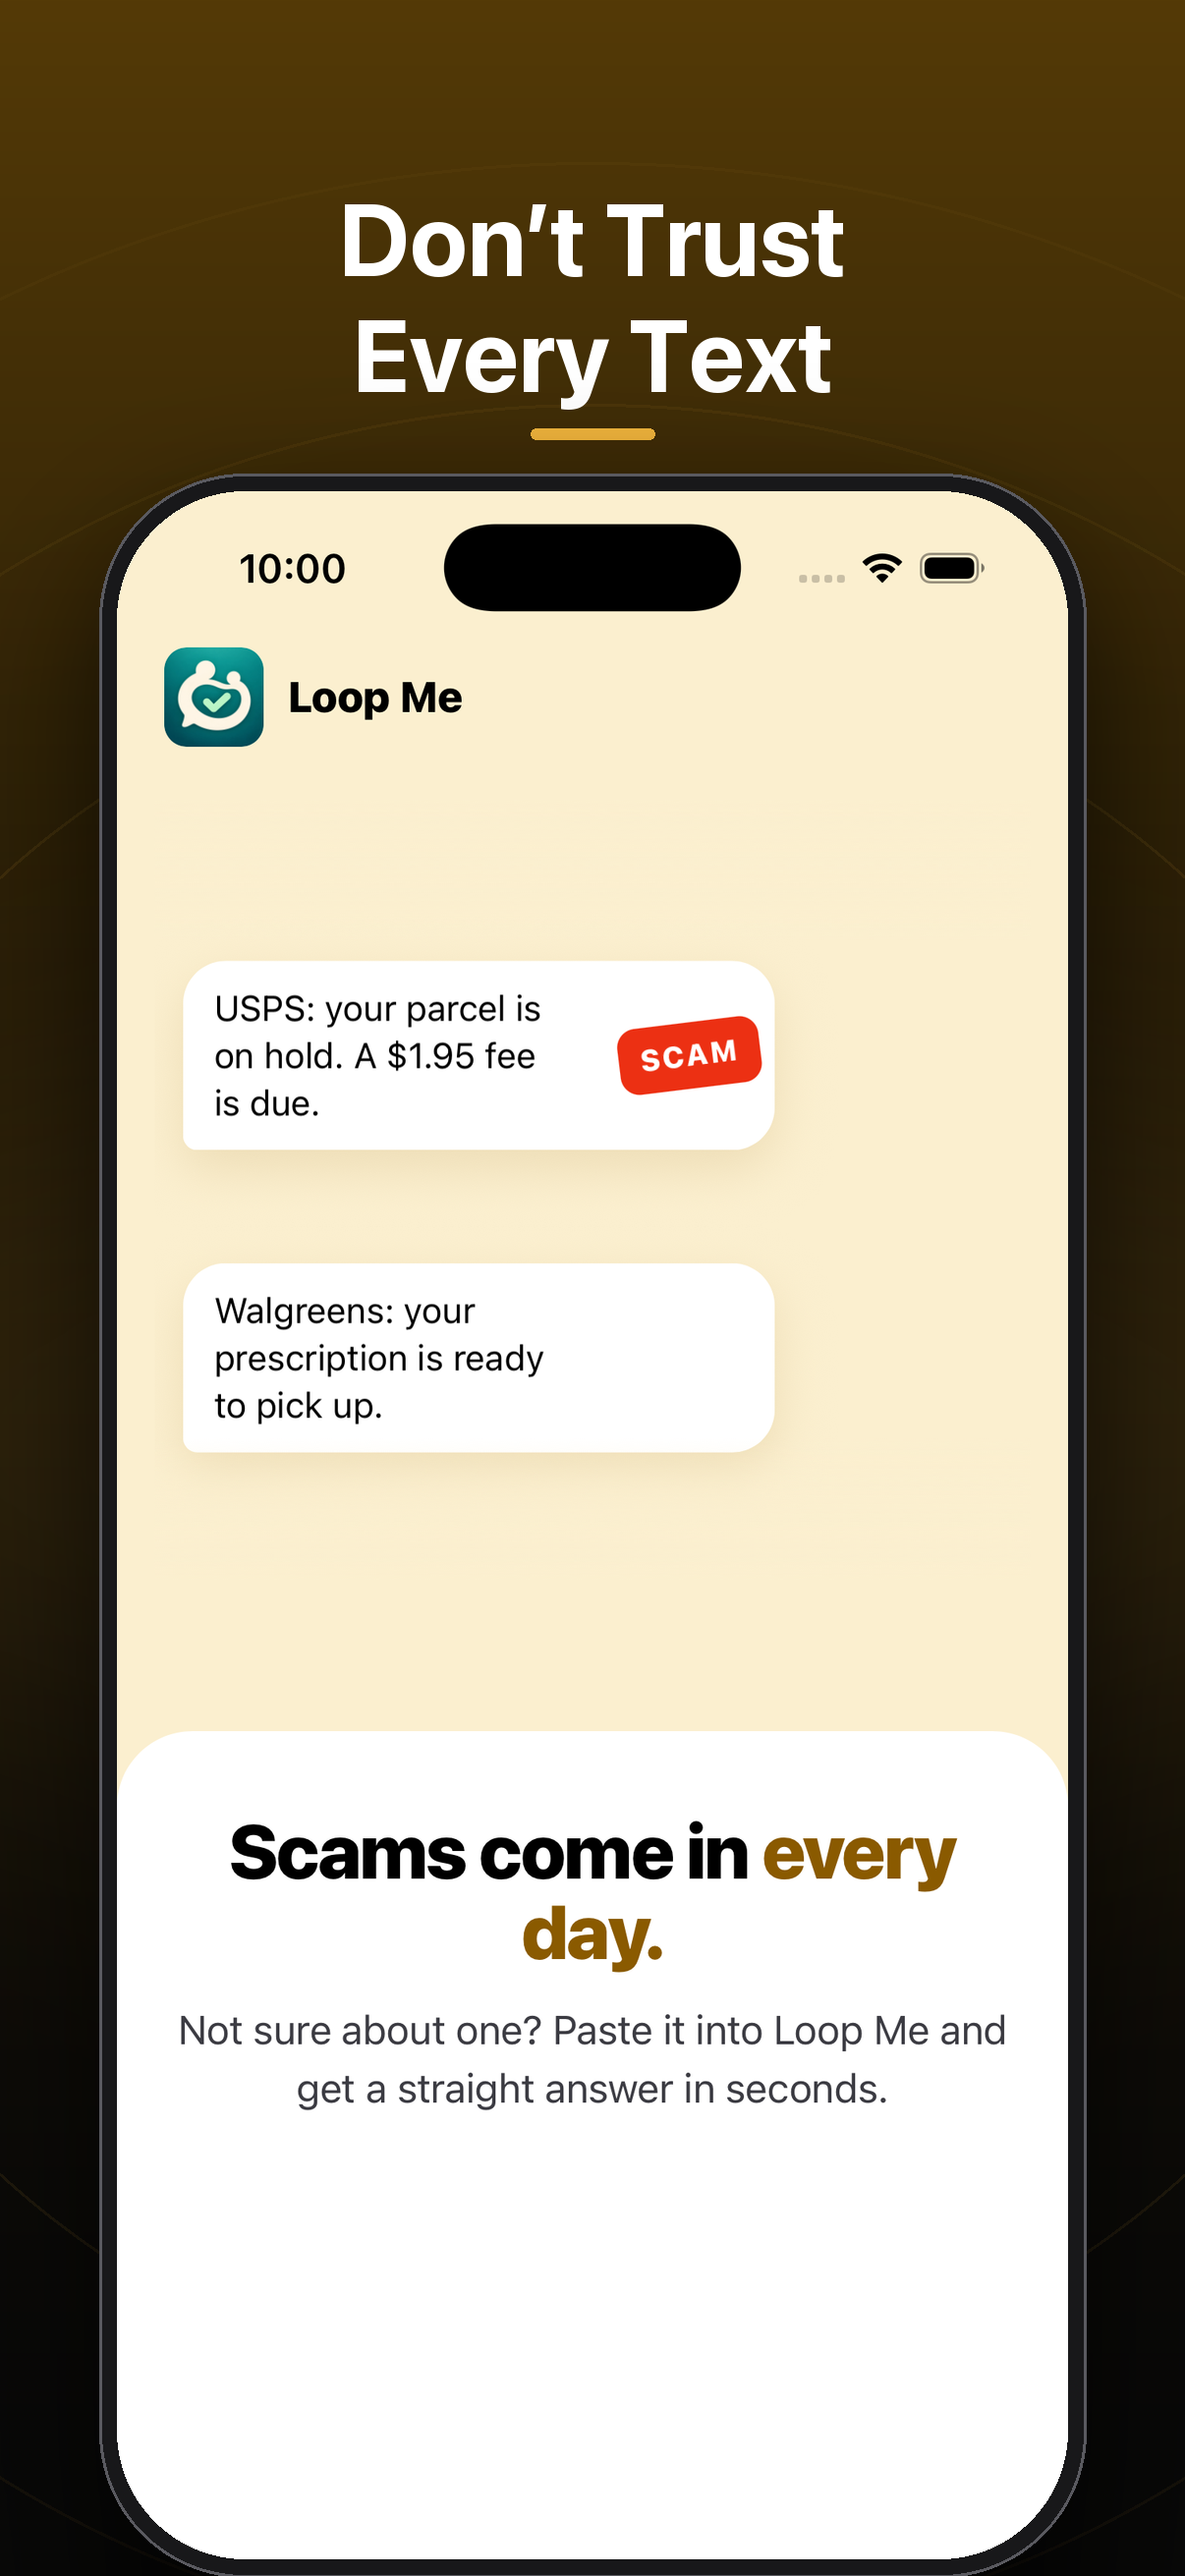 Don’t Trust
Every Text
10:00
Loop Me
USPS: your parcel is
on hold. A $1.95 fee
is due.
SCAM
Walgreens: your
prescription is ready
to pick up.
Scams come in every
day.
Not sure about one? Paste it into Loop Me and
get a straight answer in seconds.